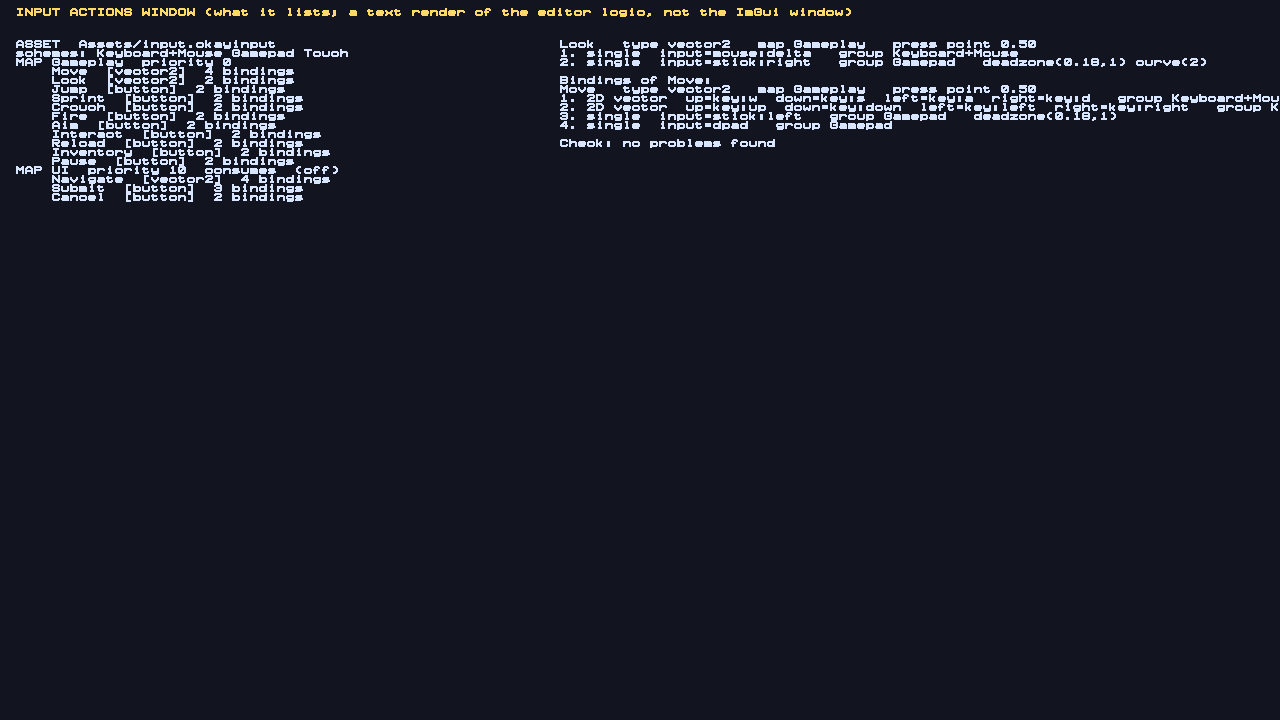 INPUT ACTIONS WINDOW (what it lists; a text render of the editor logic, not the ImGui window)
ASSET Assets/input.okayinput
schemes: Keyboard+Mouse Gamepad Touch
MAP Gameplay priority 0
Move [vector2] 4 bindings
Look [vector2] 2 bindings
Jump [button] 2 bindings
Sprint [button] 2 bindings
Crouch [button] 2 bindings
Fire [button] 2 bindings
Aim [button] 2 bindings
Interact [button] 2 bindings
Reload [button] 2 bindings
Inventory [button] 2 bindings
Pause [button] 2 bindings
MAP UI priority 10 consumes (off)
Navigate [vector2] 4 bindings
Submit [button] 3 bindings
Cancel [button] 2 bindings
Look type vector2 map Gameplay press point 0.50
1. single input=mouse:delta group Keyboard+Mouse
2. single input=stick:right group Gamepad deadzone(0.18,1) curve(2)
Bindings of Move:
Move type vector2 map Gameplay press point 0.50
1. 2D vector up=key:w down=key:s left=key:a right=key:d group Keyboard+Mou
2. 2D vector up=key:up down=key:down left=key:left right=key:right group K
3. single input=stick:left group Gamepad deadzone(0.18,1)
4. single input=dpad group Gamepad
Check: no problems found